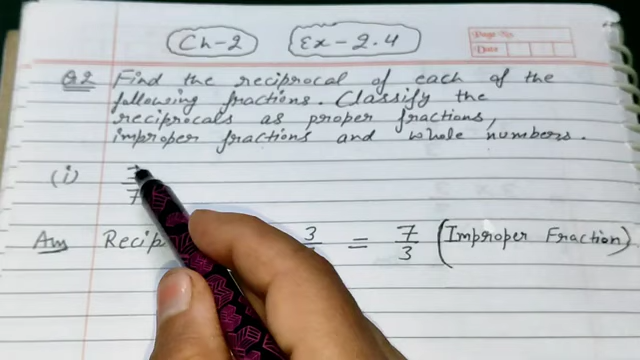 Ch-2 Ex-2.4
Page No.
Date
Q2 Find the reciprocal of each of the
following fractions. Classify the
reciprocals as proper fractions,
improper fractions and whole numbers.
(i) 3/7
Ans Recip 3 = 7/3 (Improper Fraction)